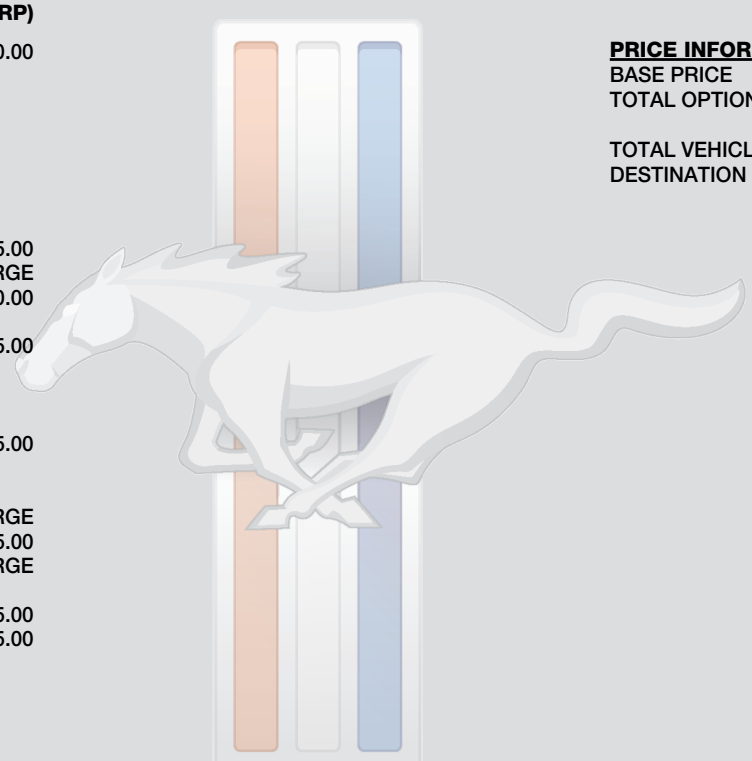 RP)
0.00
5.00
RGE
0.00
5.00
5.00
RGE
5.00
RGE
5.00
5.00
PRICE INFOR
BASE PRICE
TOTAL OPTION
TOTAL VEHICL
DESTINATION